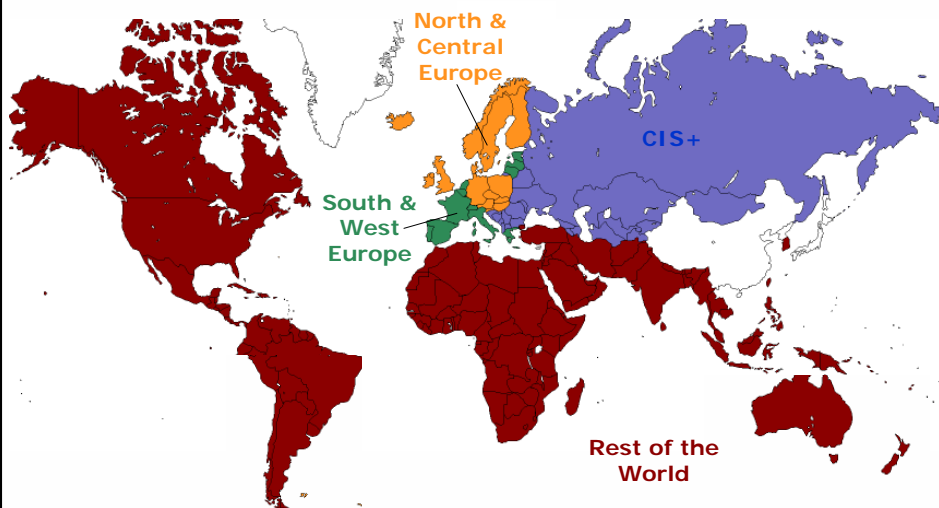 North &
Central
Europe
CIS+
South &
West
Europe
Rest of the
World